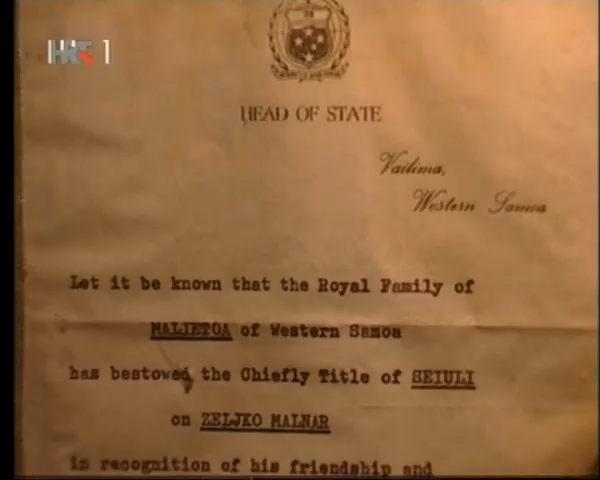 HRT 1
HEAD OF STATE
Vailima,
Western Samoa
Let it be known that the Royal Family of
MALIETOA of Western Samoa
has bestowed the Chiefly Title of SEIULI
on ZELJKO MALNAR
in recognition of his friendship and